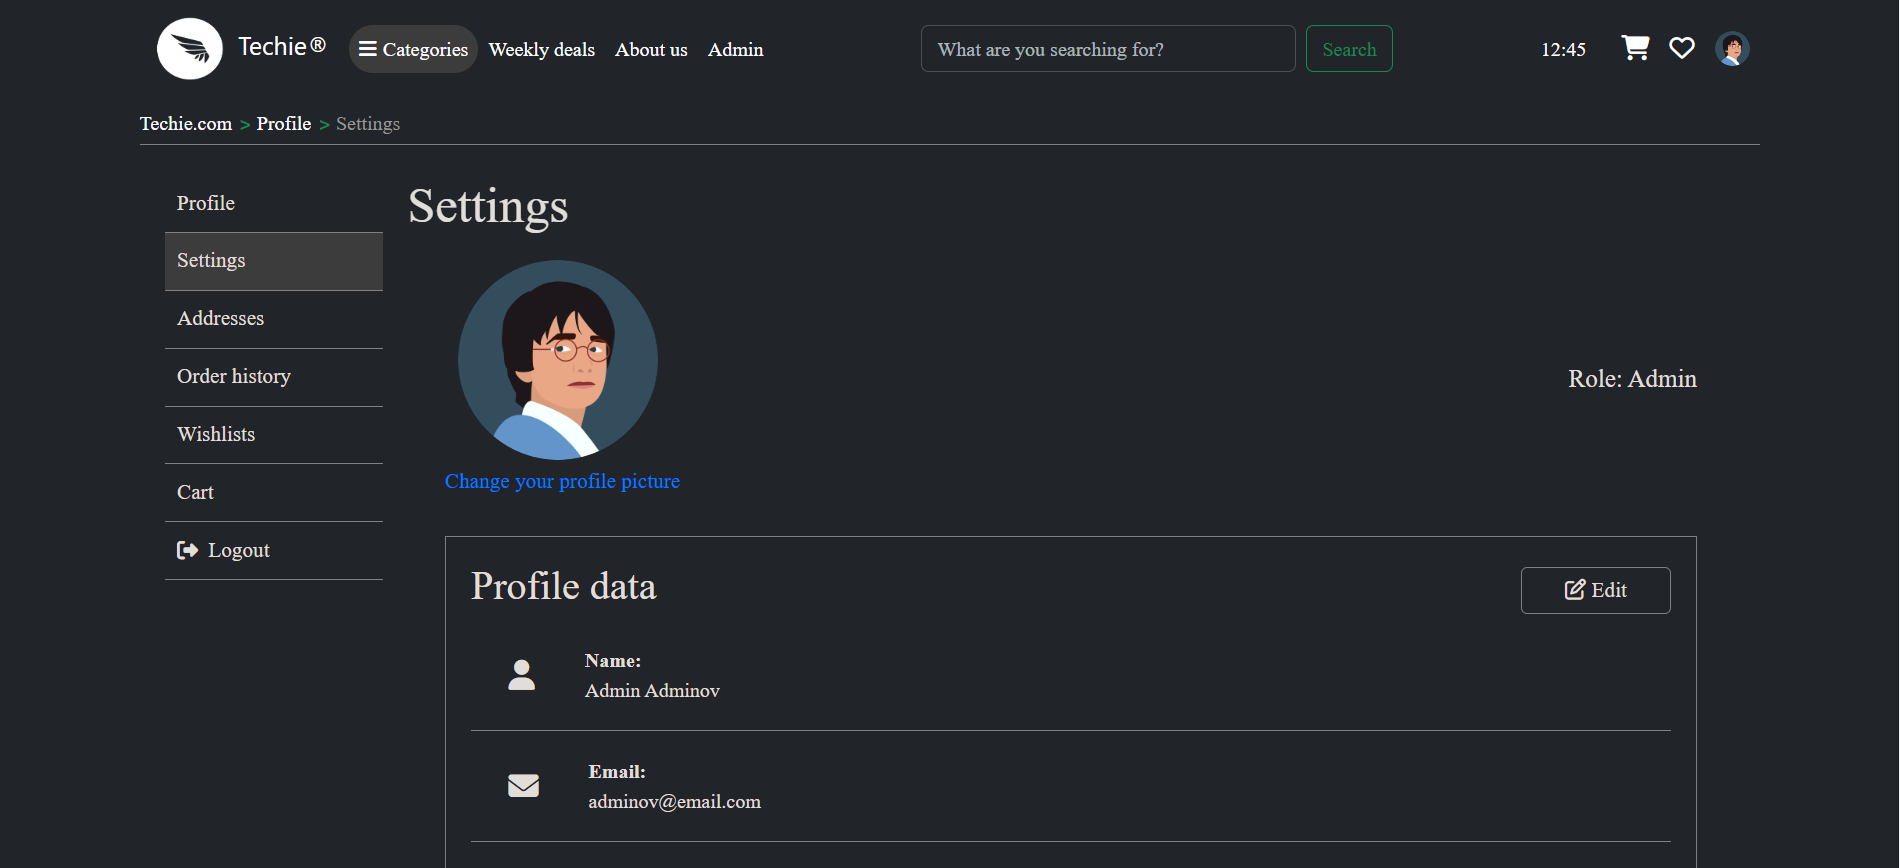 Techie®
Categories
Weekly deals
About us
Admin
What are you searching for?
Search
12:45
Techie.com > Profile > Settings
Profile
Settings
Addresses
Order history
Wishlists
Cart
Logout
Settings
Role: Admin
Change your profile picture
Profile data
Edit
Name:
Admin Adminov
Email:
adminov@email.com